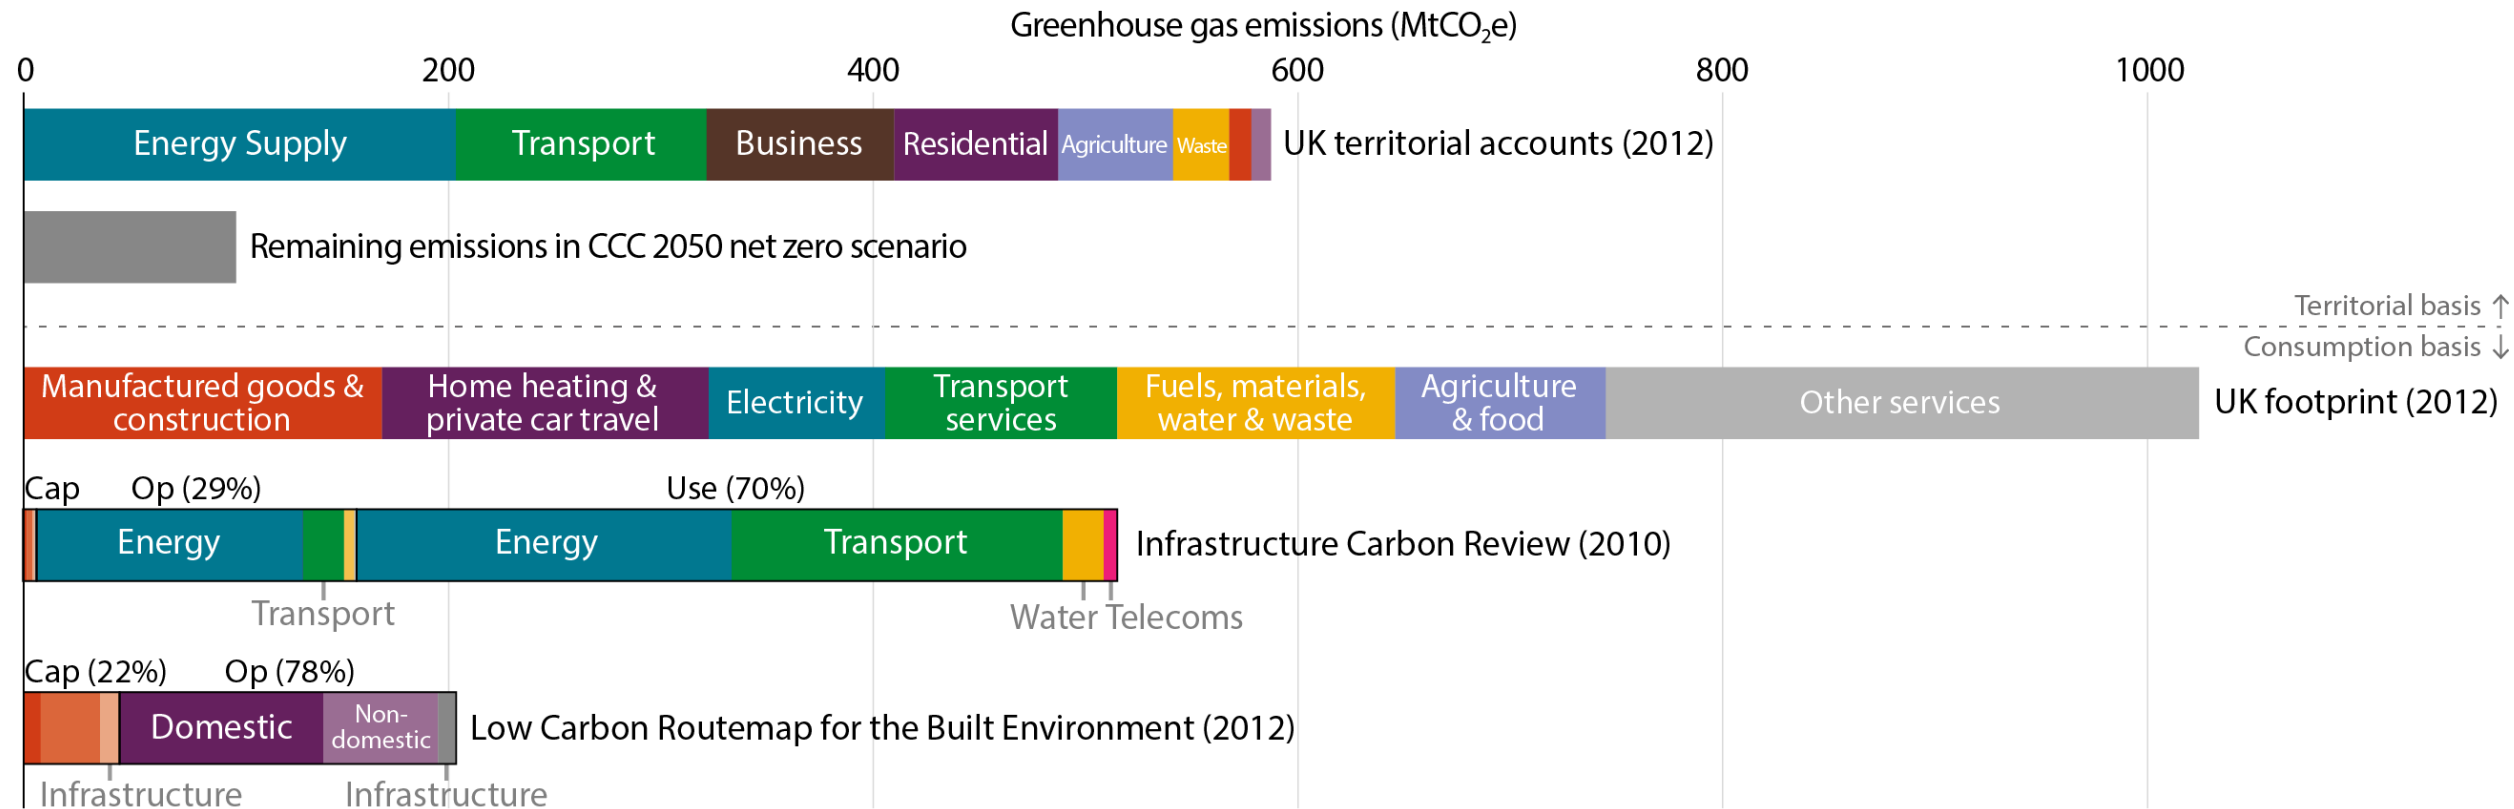 Greenhouse gas emissions (MtCO₂e)
0 200 400 600 800 1000
Energy Supply Transport Business Residential Agriculture Waste UK territorial accounts (2012)
Remaining emissions in CCC 2050 net zero scenario
Territorial basis ↑
Consumption basis ↓
Manufactured goods &
construction
Home heating &
private car travel
Electricity
Transport
services
Fuels, materials,
water & waste
Agriculture
& food
Other services
UK footprint (2012)
Cap Op (29%) Use (70%)
Energy Energy Transport Infrastructure Carbon Review (2010)
Transport Water Telecoms
Cap (22%) Op (78%)
Domestic
Non-
domestic
Low Carbon Routemap for the Built Environment (2012)
Infrastructure Infrastructure